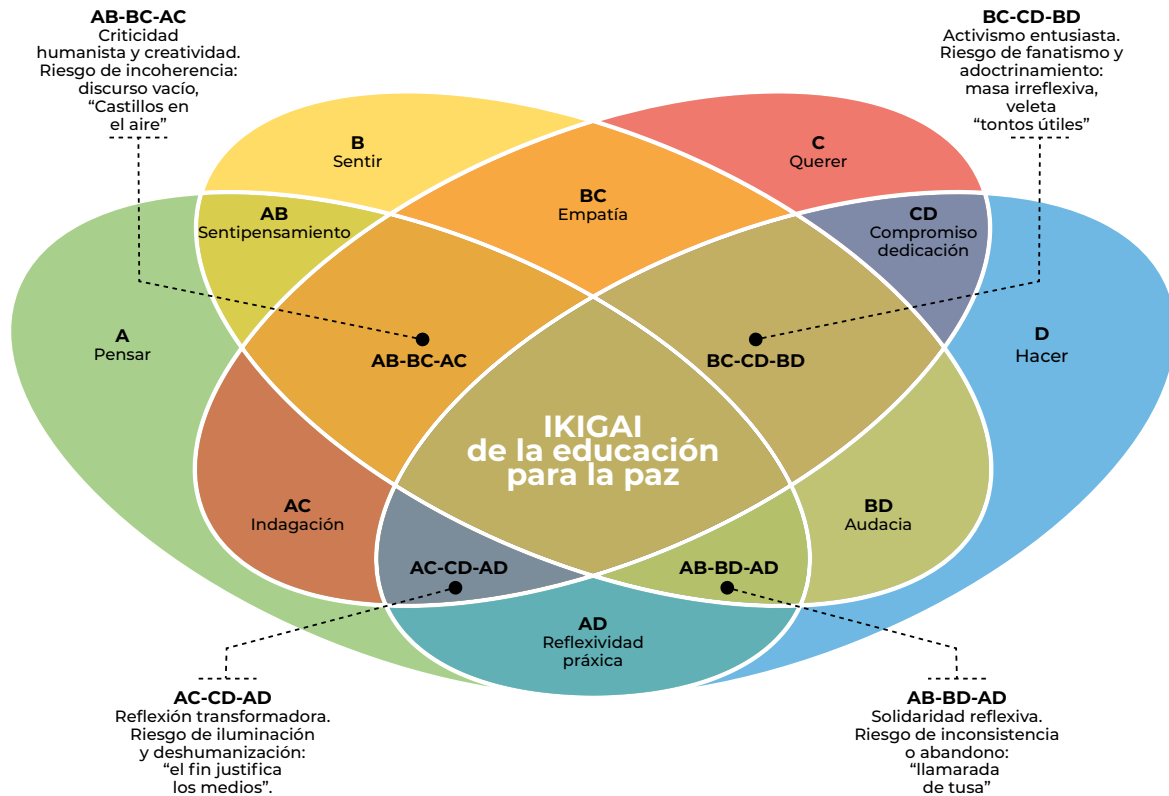 AB-BC-AC
Criticidad
humanista y creatividad.
Riesgo de incoherencia:
discurso vacío,
“Castillos en
el aire”
BC-CD-BD
Activismo entusiasta.
Riesgo de fanatismo y
adoctrinamiento:
masa irreflexiva,
veleta
“tontos útiles”
B
Sentir
C
Querer
BC
Empatía
AB
Sentipensamiento
CD
Compromiso
dedicación
A
Pensar
AB-BC-AC
BC-CD-BD
D
Hacer
IKIGAI
de la educación
para la paz
AC
Indagación
BD
Audacia
AC-CD-AD
AB-BD-AD
AD
Reflexividad
práxica
AC-CD-AD
Reflexión transformadora.
Riesgo de iluminación
y deshumanización:
“el fin justifica
los medios”.
AB-BD-AD
Solidaridad reflexiva.
Riesgo de inconsistencia
o abandono:
“llamarada
de tusa”